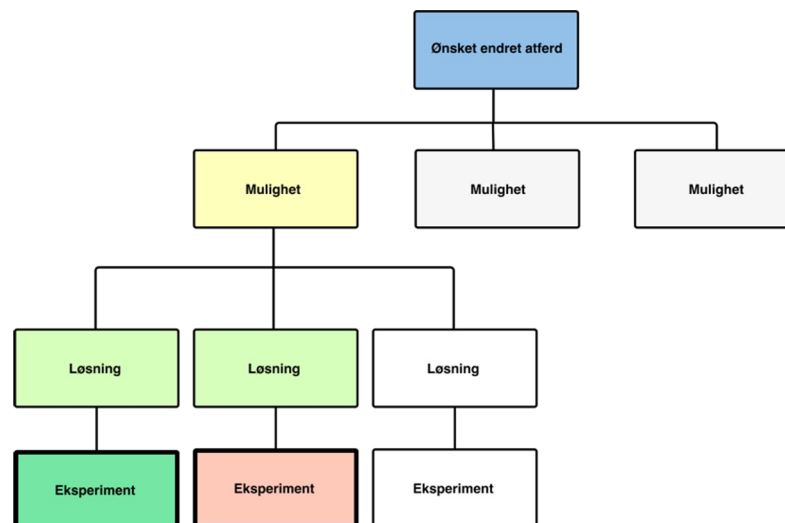 Ønsket endret atferd
Mulighet
Mulighet
Mulighet
Løsning
Løsning
Løsning
Eksperiment
Eksperiment
Eksperiment